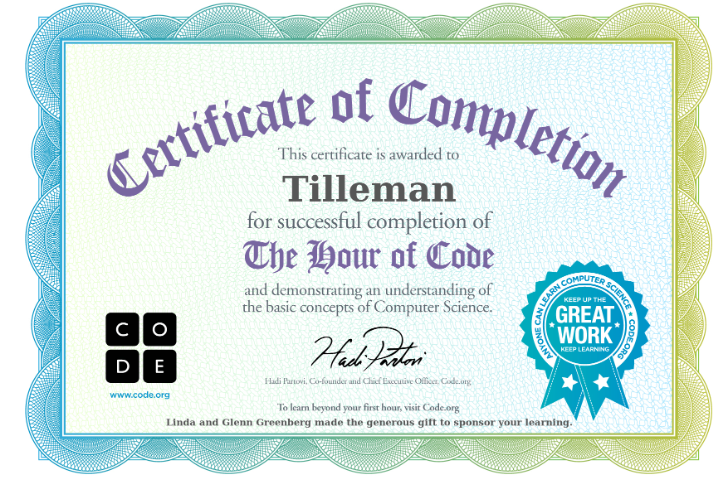 Certificate of Completion
This certificate is awarded to
Tilleman
for successful completion of
The Hour of Code
and demonstrating an understanding of
the basic concepts of Computer Science.
CO
DE
www.code.org
Hadi Partovi
Hadi Partovi, Co-founder and Chief Executive Officer, Code.org
ANYONE CAN LEARN COMPUTER SCIENCE ★ CODE.ORG
KEEP UP THE
GREAT
WORK
KEEP LEARNING
To learn beyond your first hour, visit Code.org
Linda and Glenn Greenberg made the generous gift to sponsor your learning.